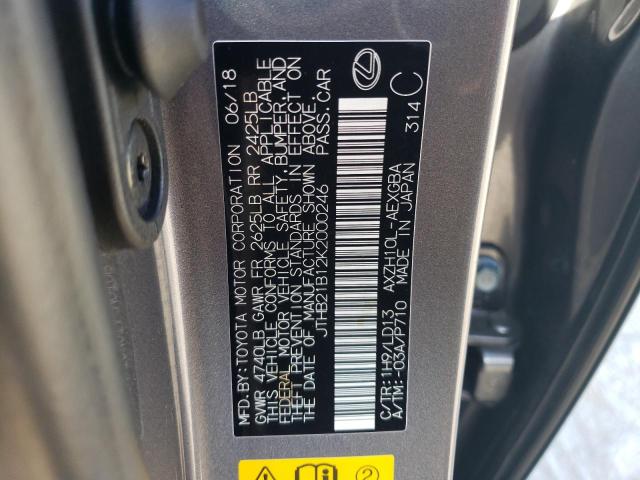 MFD.BY:TOYOTA MOTOR CORPORATION 06/18
GVWR 4740LB GAWR FR 2625LB RR 2425LB
THIS VEHICLE CONFORMS TO ALL APPLICABLE
FEDERAL MOTOR VEHICLE SAFETY,BUMPER,AND
THEFT PREVENTION STANDARDS IN EFFECT ON
THE DATE OF MANUFACTURE SHOWN ABOVE.
JTHB21B12K2000246 PASS.CAR
C/TR:1H9/LD13 AXZH10L-AEXGBA
A/TM:-03A/P710 MADE IN JAPAN
314 C